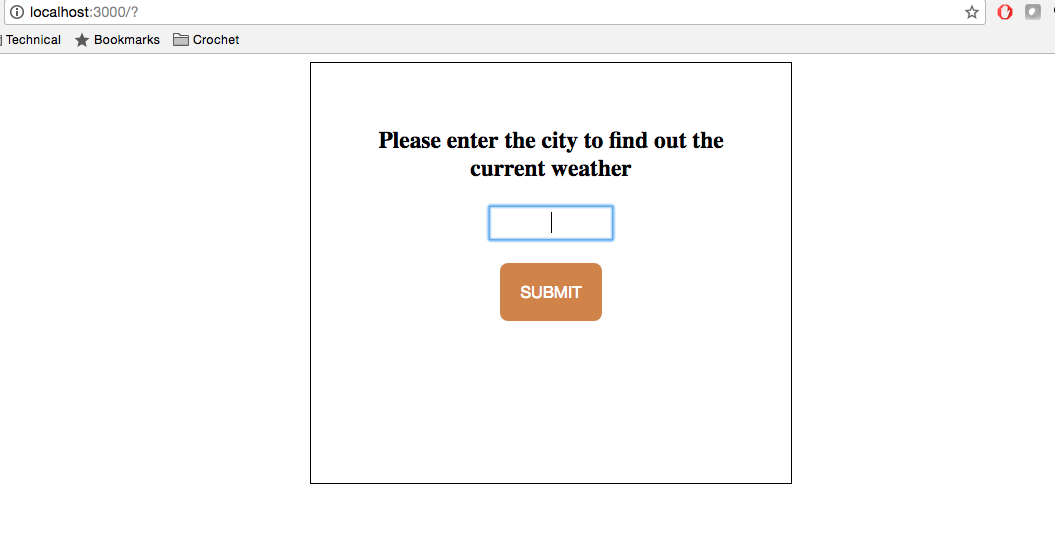 localhost:3000/?
Technical Bookmarks Crochet
Please enter the city to find out the
current weather
SUBMIT